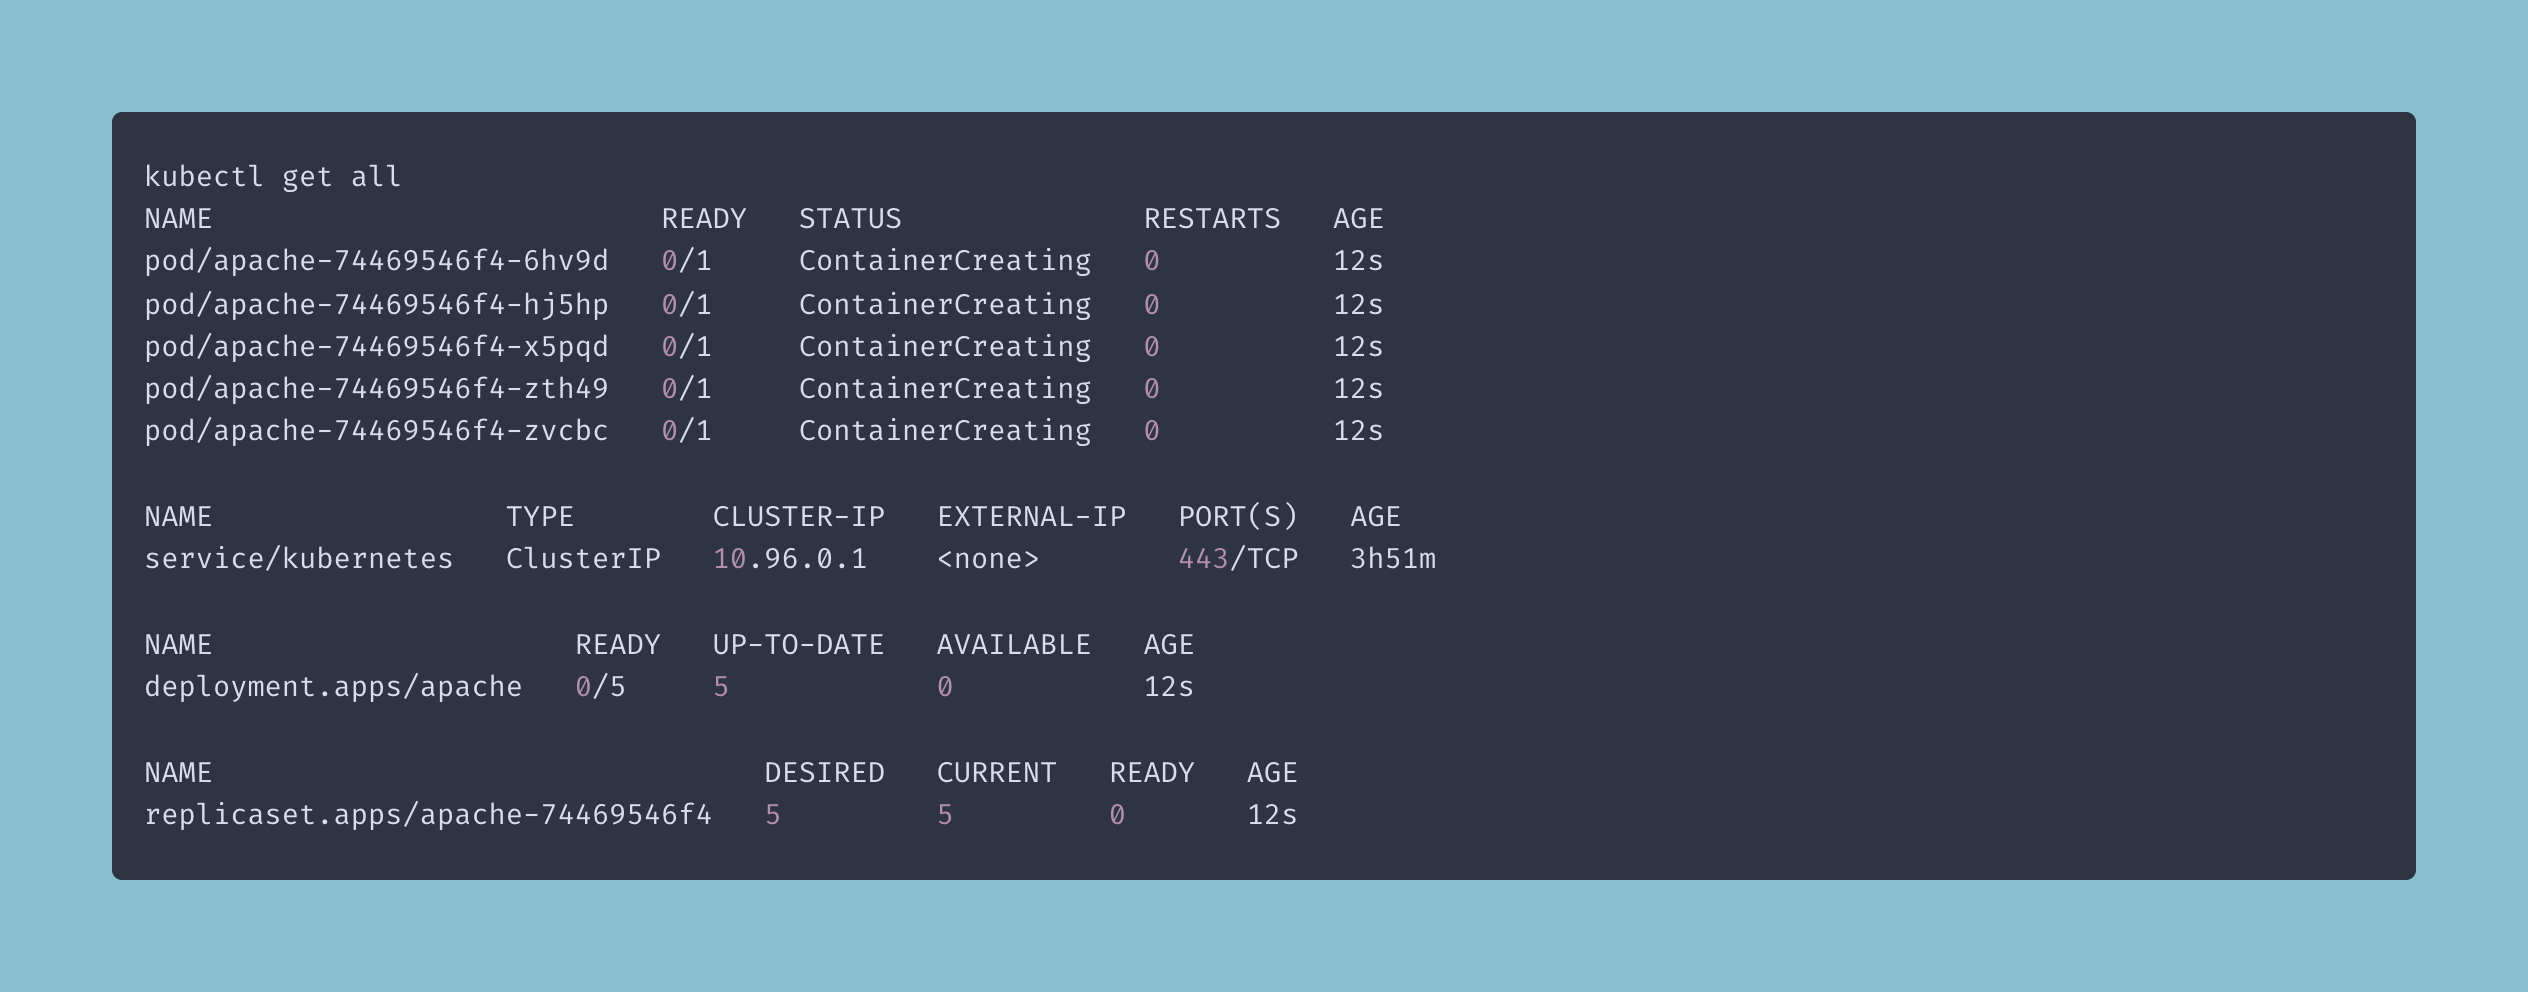 kubectl get all
NAME                              READY   STATUS              RESTARTS   AGE
pod/apache-74469546f4-6hv9d   0/1     ContainerCreating   0          12s
pod/apache-74469546f4-hj5hp   0/1     ContainerCreating   0          12s
pod/apache-74469546f4-x5pqd   0/1     ContainerCreating   0          12s
pod/apache-74469546f4-zth49   0/1     ContainerCreating   0          12s
pod/apache-74469546f4-zvcbc   0/1     ContainerCreating   0          12s

NAME                 TYPE        CLUSTER-IP   EXTERNAL-IP   PORT(S)   AGE
service/kubernetes   ClusterIP   10.96.0.1    <none>        443/TCP   3h51m

NAME                     READY   UP-TO-DATE   AVAILABLE   AGE
deployment.apps/apache   0/5     5            0           12s

NAME                                DESIRED   CURRENT   READY   AGE
replicaset.apps/apache-74469546f4   5         5         0       12s